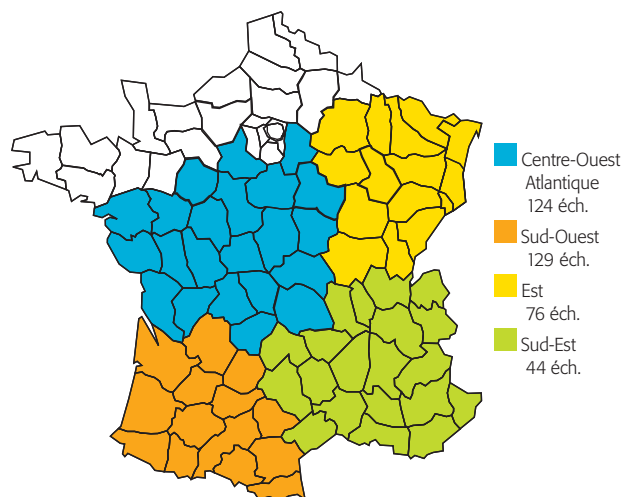 Centre-Ouest
Atlantique
124 éch.
Sud-Ouest
129 éch.
Est
76 éch.
Sud-Est
44 éch.